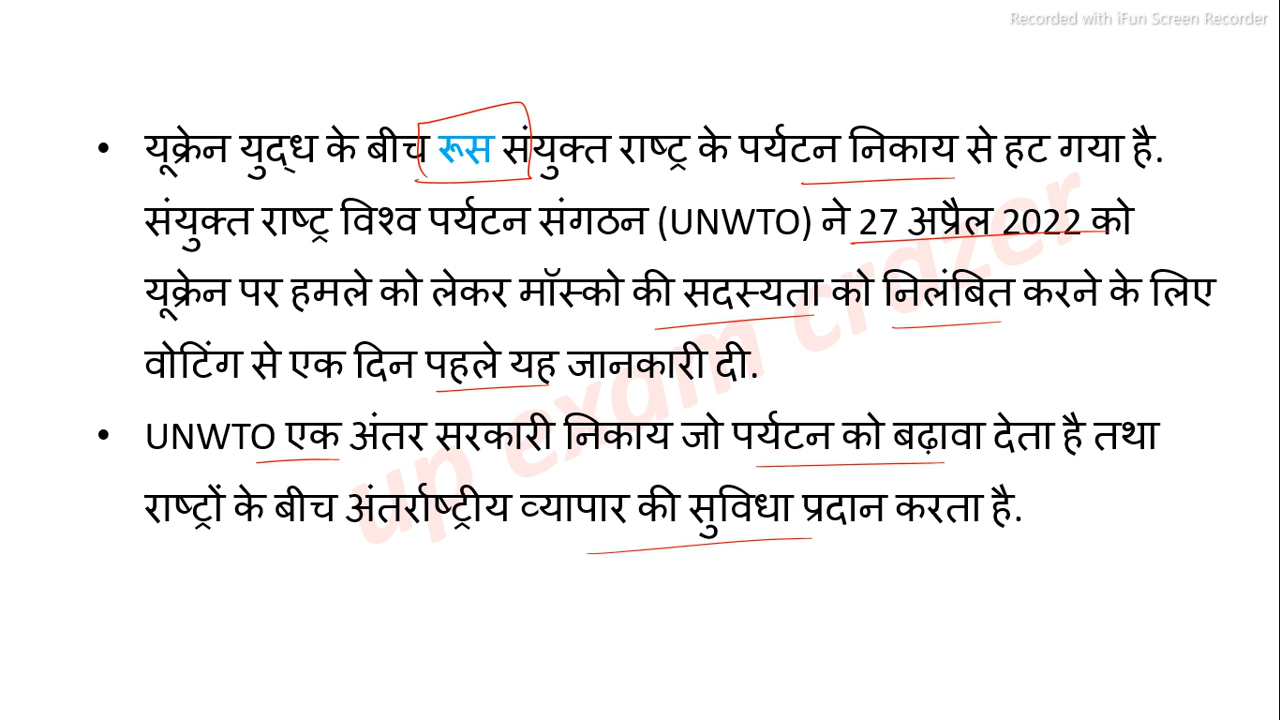 Recorded with iFun Screen Recorder
• यूक्रेन युद्ध के बीच रूस संयुक्त राष्ट्र के पर्यटन निकाय से हट गया है.
संयुक्त राष्ट्र विश्व पर्यटन संगठन (UNWTO) ने 27 अप्रैल 2022 को
यूक्रेन पर हमले को लेकर मॉस्को की सदस्यता को निलंबित करने के लिए
वोटिंग से एक दिन पहले यह जानकारी दी.
• UNWTO एक अंतर सरकारी निकाय जो पर्यटन को बढ़ावा देता है तथा
राष्ट्रों के बीच अंतर्राष्ट्रीय व्यापार की सुविधा प्रदान करता है.
up exam crazer